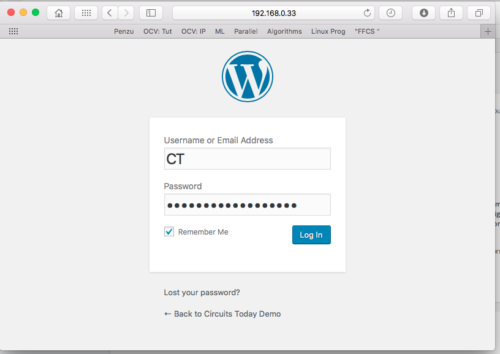 192.168.0.33
Penzu OCV: Tut OCV: IP ML Parallel Algorithms Linux Prog "FFCS "
W
Username or Email Address
CT
Password
Remember Me
Log In
Lost your password?
← Back to Circuits Today Demo